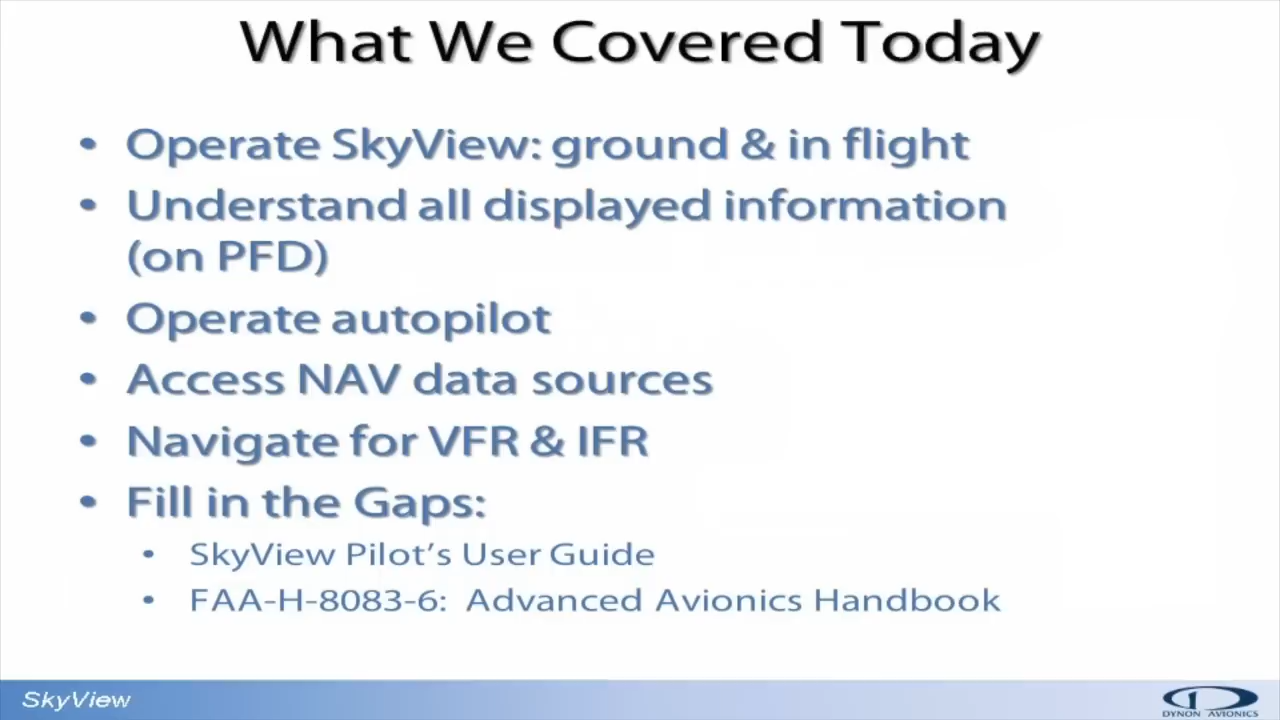 What We Covered Today
• Operate SkyView: ground & in flight
• Understand all displayed information
(on PFD)
• Operate autopilot
• Access NAV data sources
• Navigate for VFR & IFR
• Fill in the Gaps:
• SkyView Pilot’s User Guide
• FAA-H-8083-6: Advanced Avionics Handbook
SkyView
DYNON AVIONICS